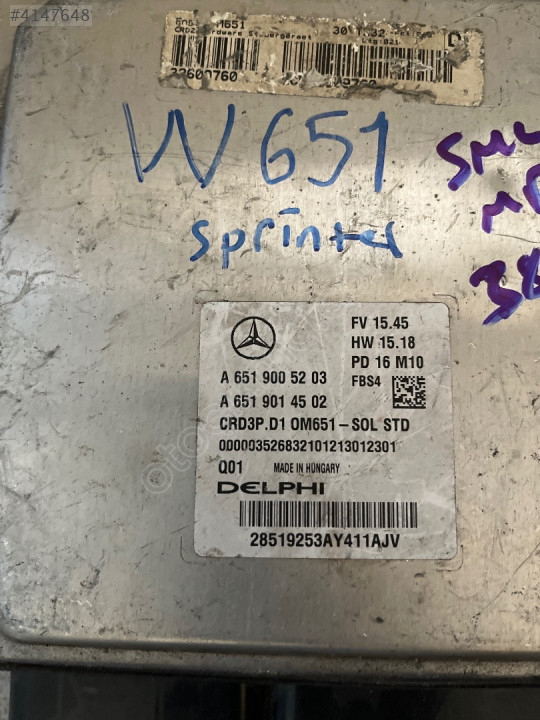 #4147648
22600760
W651
sprinter
FV 15.45
HW 15.18
PD 16 M10
FBS4
A 651 900 52 03
A 651 901 45 02
CRD3P.D1 OM651-SOL STD
000003526832101213012301
Q01 MADE IN HUNGARY
DELPHI
28519253AY411AJV